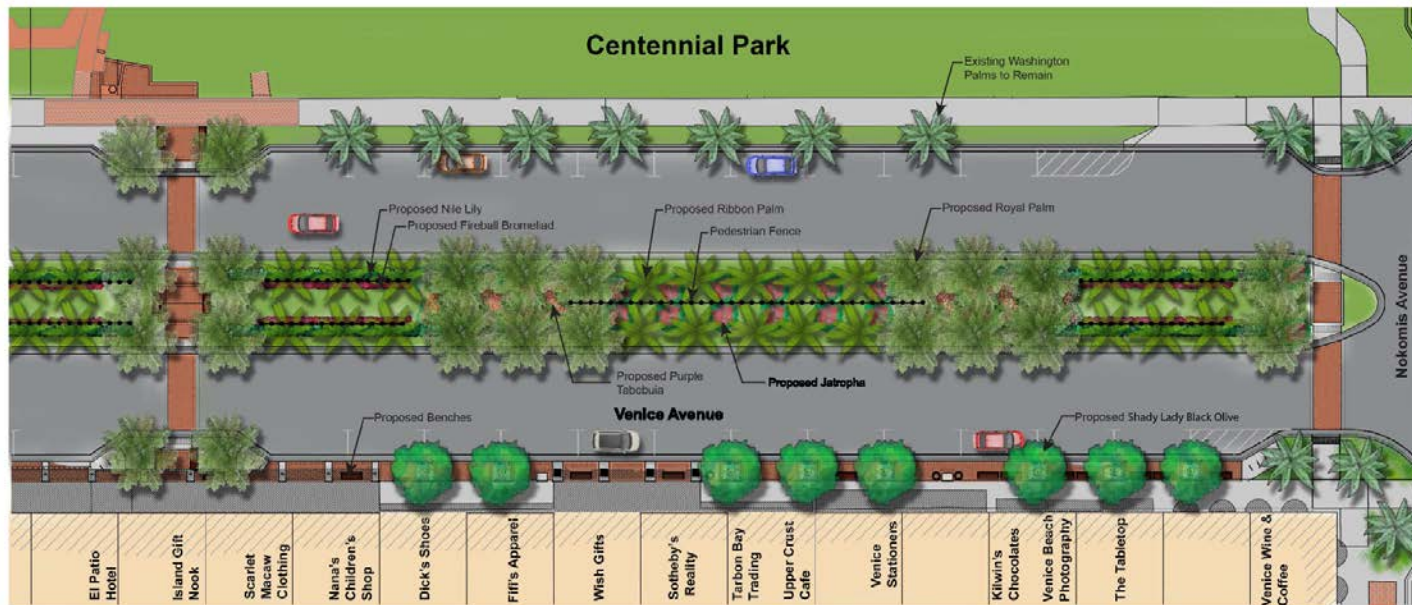 Centennial Park
Existing Washington
Palms to Remain
Proposed Nile Lily
Proposed Fireball Bromeliad
Proposed Ribbon Palm
Pedestrian Fence
Proposed Royal Palm
Nokomis Avenue
Proposed Purple
Tebebuia
Proposed Jatropha
Venice Avenue
Proposed Benches
Proposed Shady Lady Black Olive
El Patio
Hotel
Island Gift
Nook
Scarlet
Macaw
Clothing
Nana's
Children's
Shop
Dick's Shoes
Fifi's Apparel
Wish Gifts
Sotheby's
Reality
Tarbon Bay
Trading
Upper Crust
Cafe
Venice
Stationers
Kilwin's
Chocolates
Venice Beach
Photography
The Tabletop
Venice Wine &
Coffee